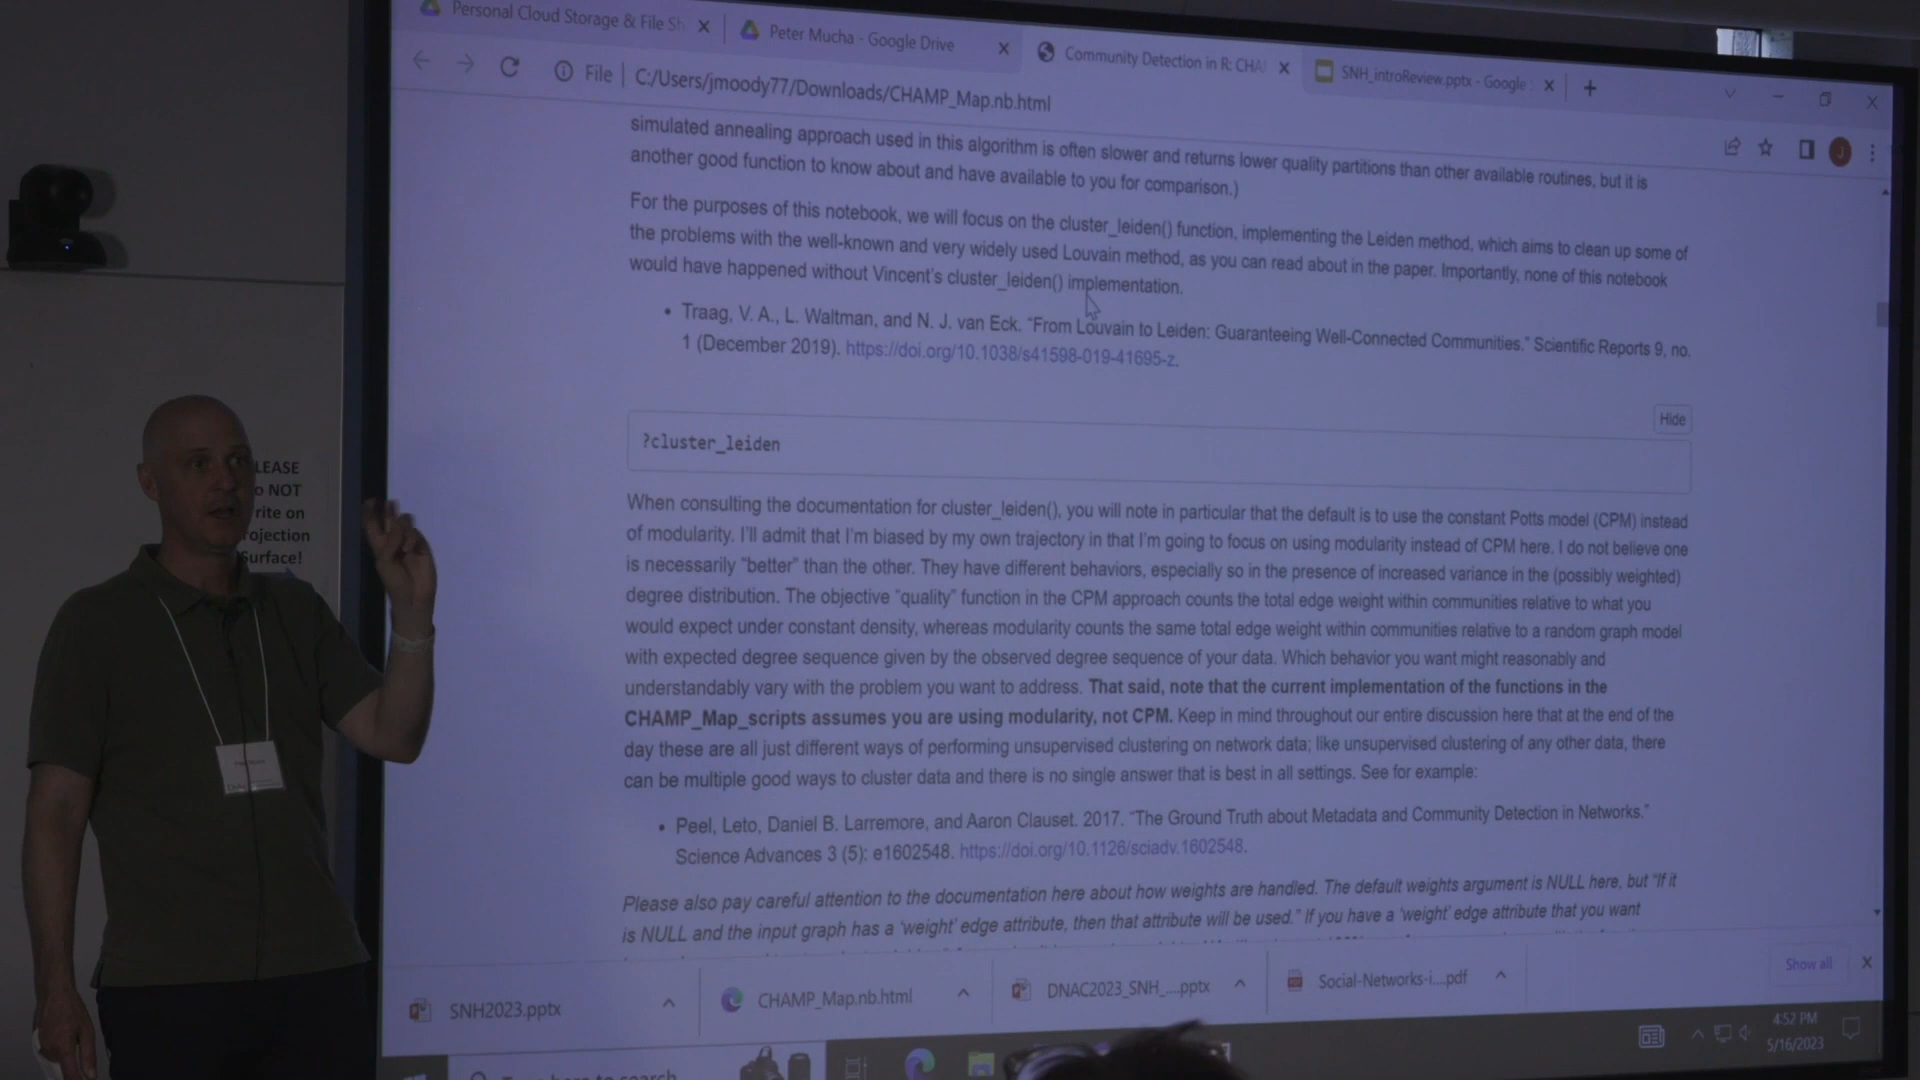 Personal Cloud Storage & File Sh
Peter Mucha - Google Drive
Community Detection in R: CHA
SNH_introReview.pptx - Google
File | C:/Users/jmoody77/Downloads/CHAMP_Map.nb.html
simulated annealing approach used in this algorithm is often slower and returns lower quality partitions than other available routines, but it is
another good function to know about and have available to you for comparison.)
For the purposes of this notebook, we will focus on the cluster_leiden() function, implementing the Leiden method, which aims to clean up some of
the problems with the well-known and very widely used Louvain method, as you can read about in the paper. Importantly, none of this notebook
would have happened without Vincent's cluster_leiden() implementation.
• Traag, V. A., L. Waltman, and N. J. van Eck. "From Louvain to Leiden: Guaranteeing Well-Connected Communities." Scientific Reports 9, no.
1 (December 2019). https://doi.org/10.1038/s41598-019-41695-z.
Hide
?cluster_leiden
When consulting the documentation for cluster_leiden(), you will note in particular that the default is to use the constant Potts model (CPM) instead
of modularity. I'll admit that I'm biased by my own trajectory in that I'm going to focus on using modularity instead of CPM here. I do not believe one
is necessarily "better" than the other. They have different behaviors, especially so in the presence of increased variance in the (possibly weighted)
degree distribution. The objective "quality" function in the CPM approach counts the total edge weight within communities relative to what you
would expect under constant density, whereas modularity counts the same total edge weight within communities relative to a random graph model
with expected degree sequence given by the observed degree sequence of your data. Which behavior you want might reasonably and
understandably vary with the problem you want to address. That said, note that the current implementation of the functions in the
CHAMP_Map_scripts assumes you are using modularity, not CPM. Keep in mind throughout our entire discussion here that at the end of the
day these are all just different ways of performing unsupervised clustering on network data; like unsupervised clustering of any other data, there
can be multiple good ways to cluster data and there is no single answer that is best in all settings. See for example:
• Peel, Leto, Daniel B. Larremore, and Aaron Clauset. 2017. "The Ground Truth about Metadata and Community Detection in Networks."
Science Advances 3 (5): e1602548. https://doi.org/10.1126/sciadv.1602548.
Please also pay careful attention to the documentation here about how weights are handled. The default weights argument is NULL here, but "If it
is NULL and the input graph has a 'weight' edge attribute, then that attribute will be used." If you have a 'weight' edge attribute that you want
LEASE
o NOT
rite on
rojection
Surface!
SNH2023.pptx
CHAMP_Map.nb.html
DNAC2023_SNH_....pptx
Social-Networks-i....pdf
Show all
4:52 PM
5/16/2023